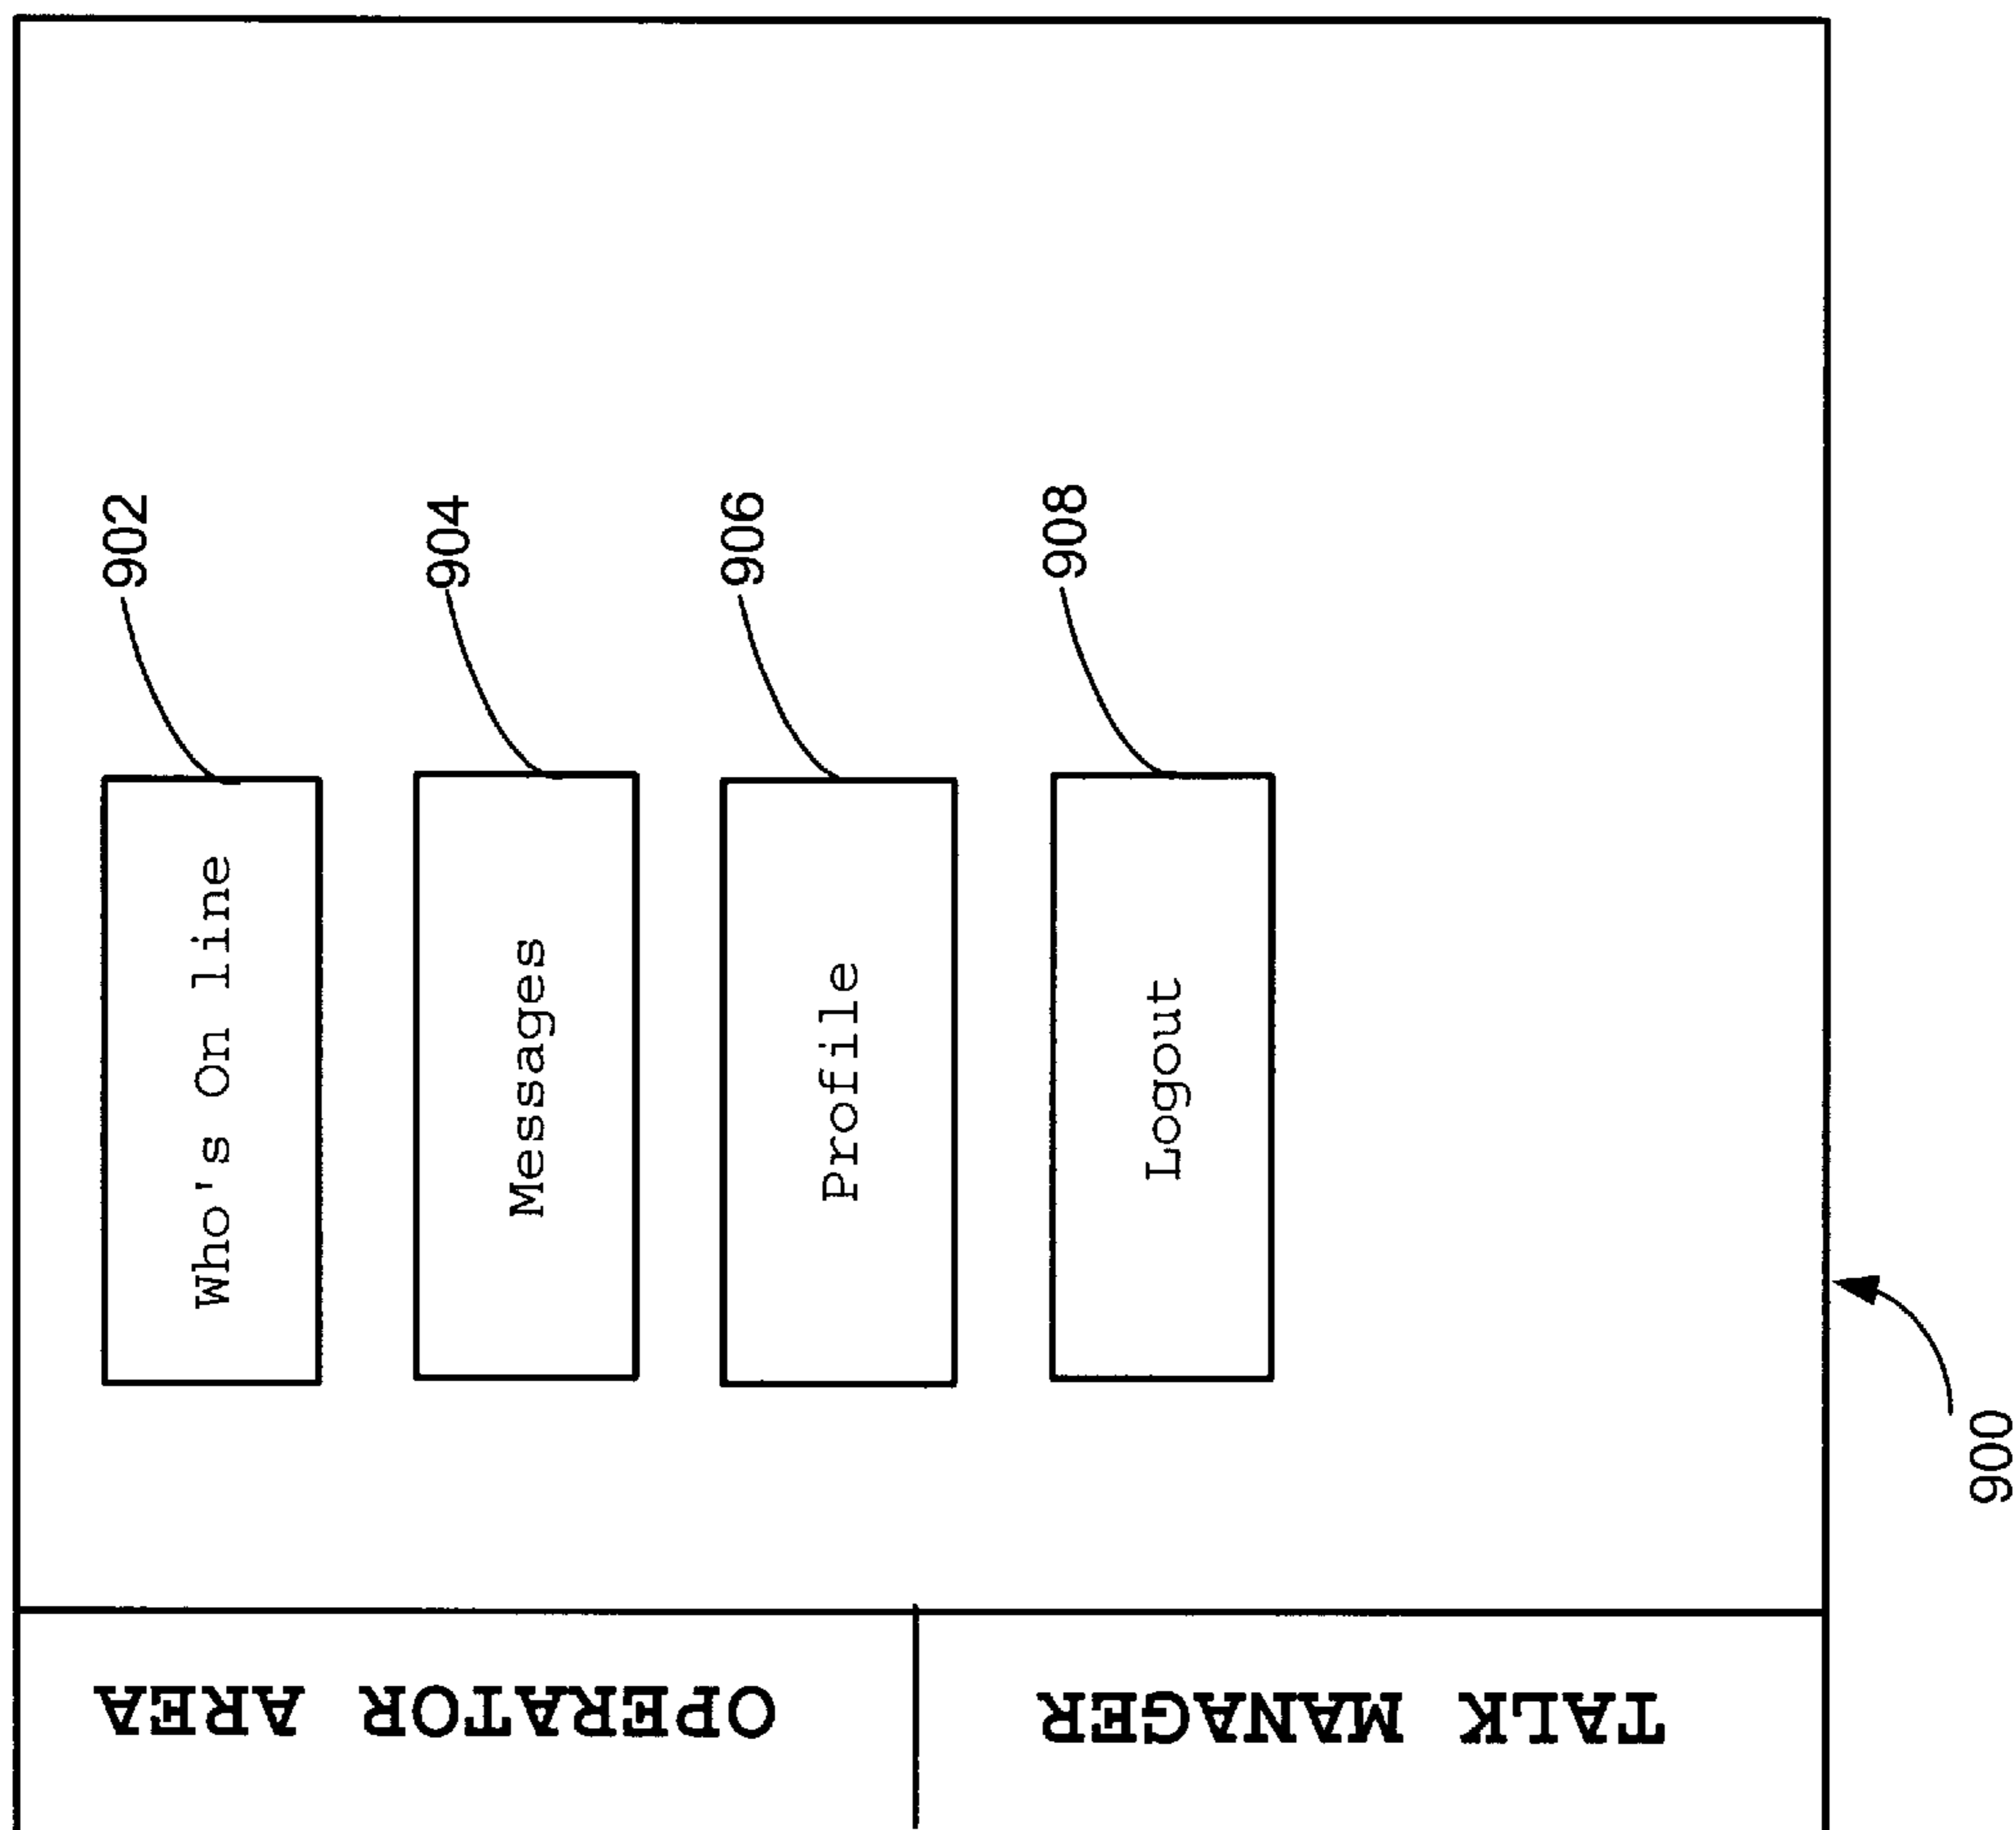 Who's On line
902
Messages
904
Profile
906
Logout
908
OPERATOR AREA
TALK MANAGER
900